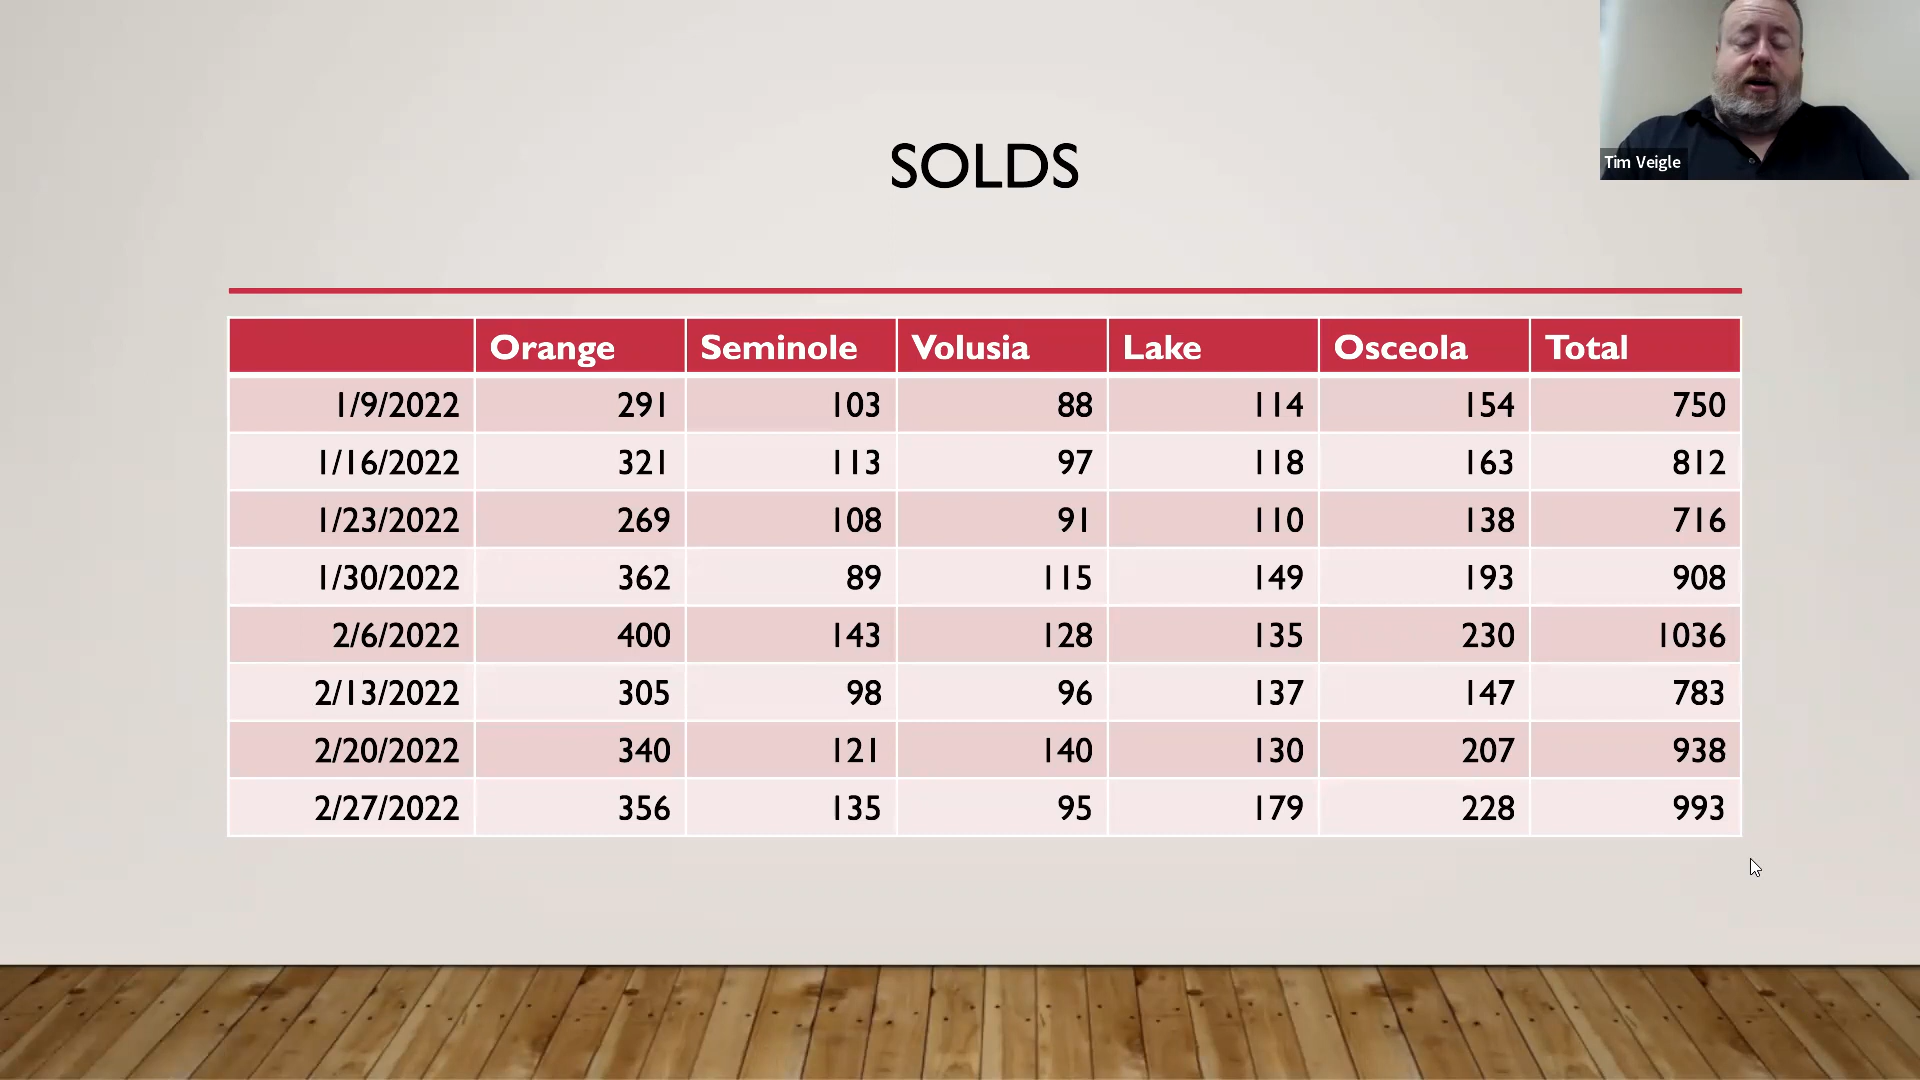 Tim Veigle
SOLDS
Orange Seminole Volusia Lake Osceola Total
1/9/2022 291 103 88 114 154 750
1/16/2022 321 113 97 118 163 812
1/23/2022 269 108 91 110 138 716
1/30/2022 362 89 115 149 193 908
2/6/2022 400 143 128 135 230 1036
2/13/2022 305 98 96 137 147 783
2/20/2022 340 121 140 130 207 938
2/27/2022 356 135 95 179 228 993